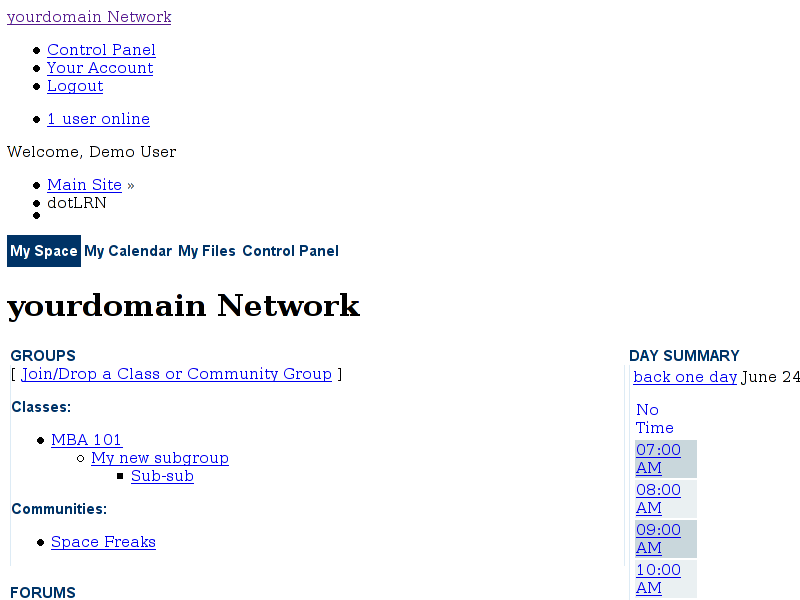 yourdomain Network
Control Panel
Your Account
Logout
1 user online
Welcome, Demo User
Main Site »
dotLRN
My Space My Calendar My Files Control Panel
yourdomain Network
GROUPS
[ Join/Drop a Class or Community Group ]
Classes:
MBA 101
My new subgroup
Sub-sub
Communities:
Space Freaks
FORUMS
DAY SUMMARY
back one day June 24
No
Time
07:00
AM
08:00
AM
09:00
AM
10:00
AM